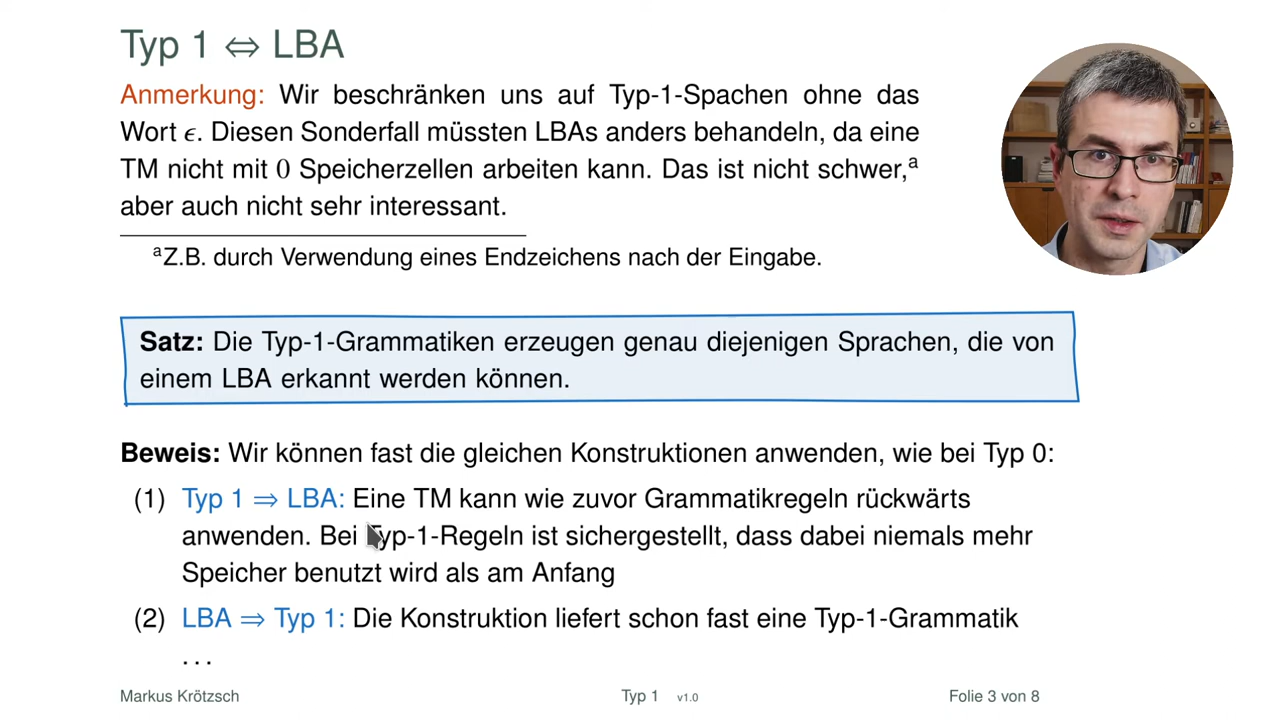 Typ 1 ⇔ LBA
Anmerkung: Wir beschränken uns auf Typ-1-Spachen ohne das
Wort ϵ. Diesen Sonderfall müssten LBAs anders behandeln, da eine
TM nicht mit 0 Speicherzellen arbeiten kann. Das ist nicht schwer,ᵃ
aber auch nicht sehr interessant.
ᵃZ.B. durch Verwendung eines Endzeichens nach der Eingabe.
Satz: Die Typ-1-Grammatiken erzeugen genau diejenigen Sprachen, die von
einem LBA erkannt werden können.
Beweis: Wir können fast die gleichen Konstruktionen anwenden, wie bei Typ 0:
(1) Typ 1 ⇒ LBA: Eine TM kann wie zuvor Grammatikregeln rückwärts
anwenden. Bei Typ-1-Regeln ist sichergestellt, dass dabei niemals mehr
Speicher benutzt wird als am Anfang
(2) LBA ⇒ Typ 1: Die Konstruktion liefert schon fast eine Typ-1-Grammatik
...
Markus Krötzsch Typ 1 v1.0 Folie 3 von 8